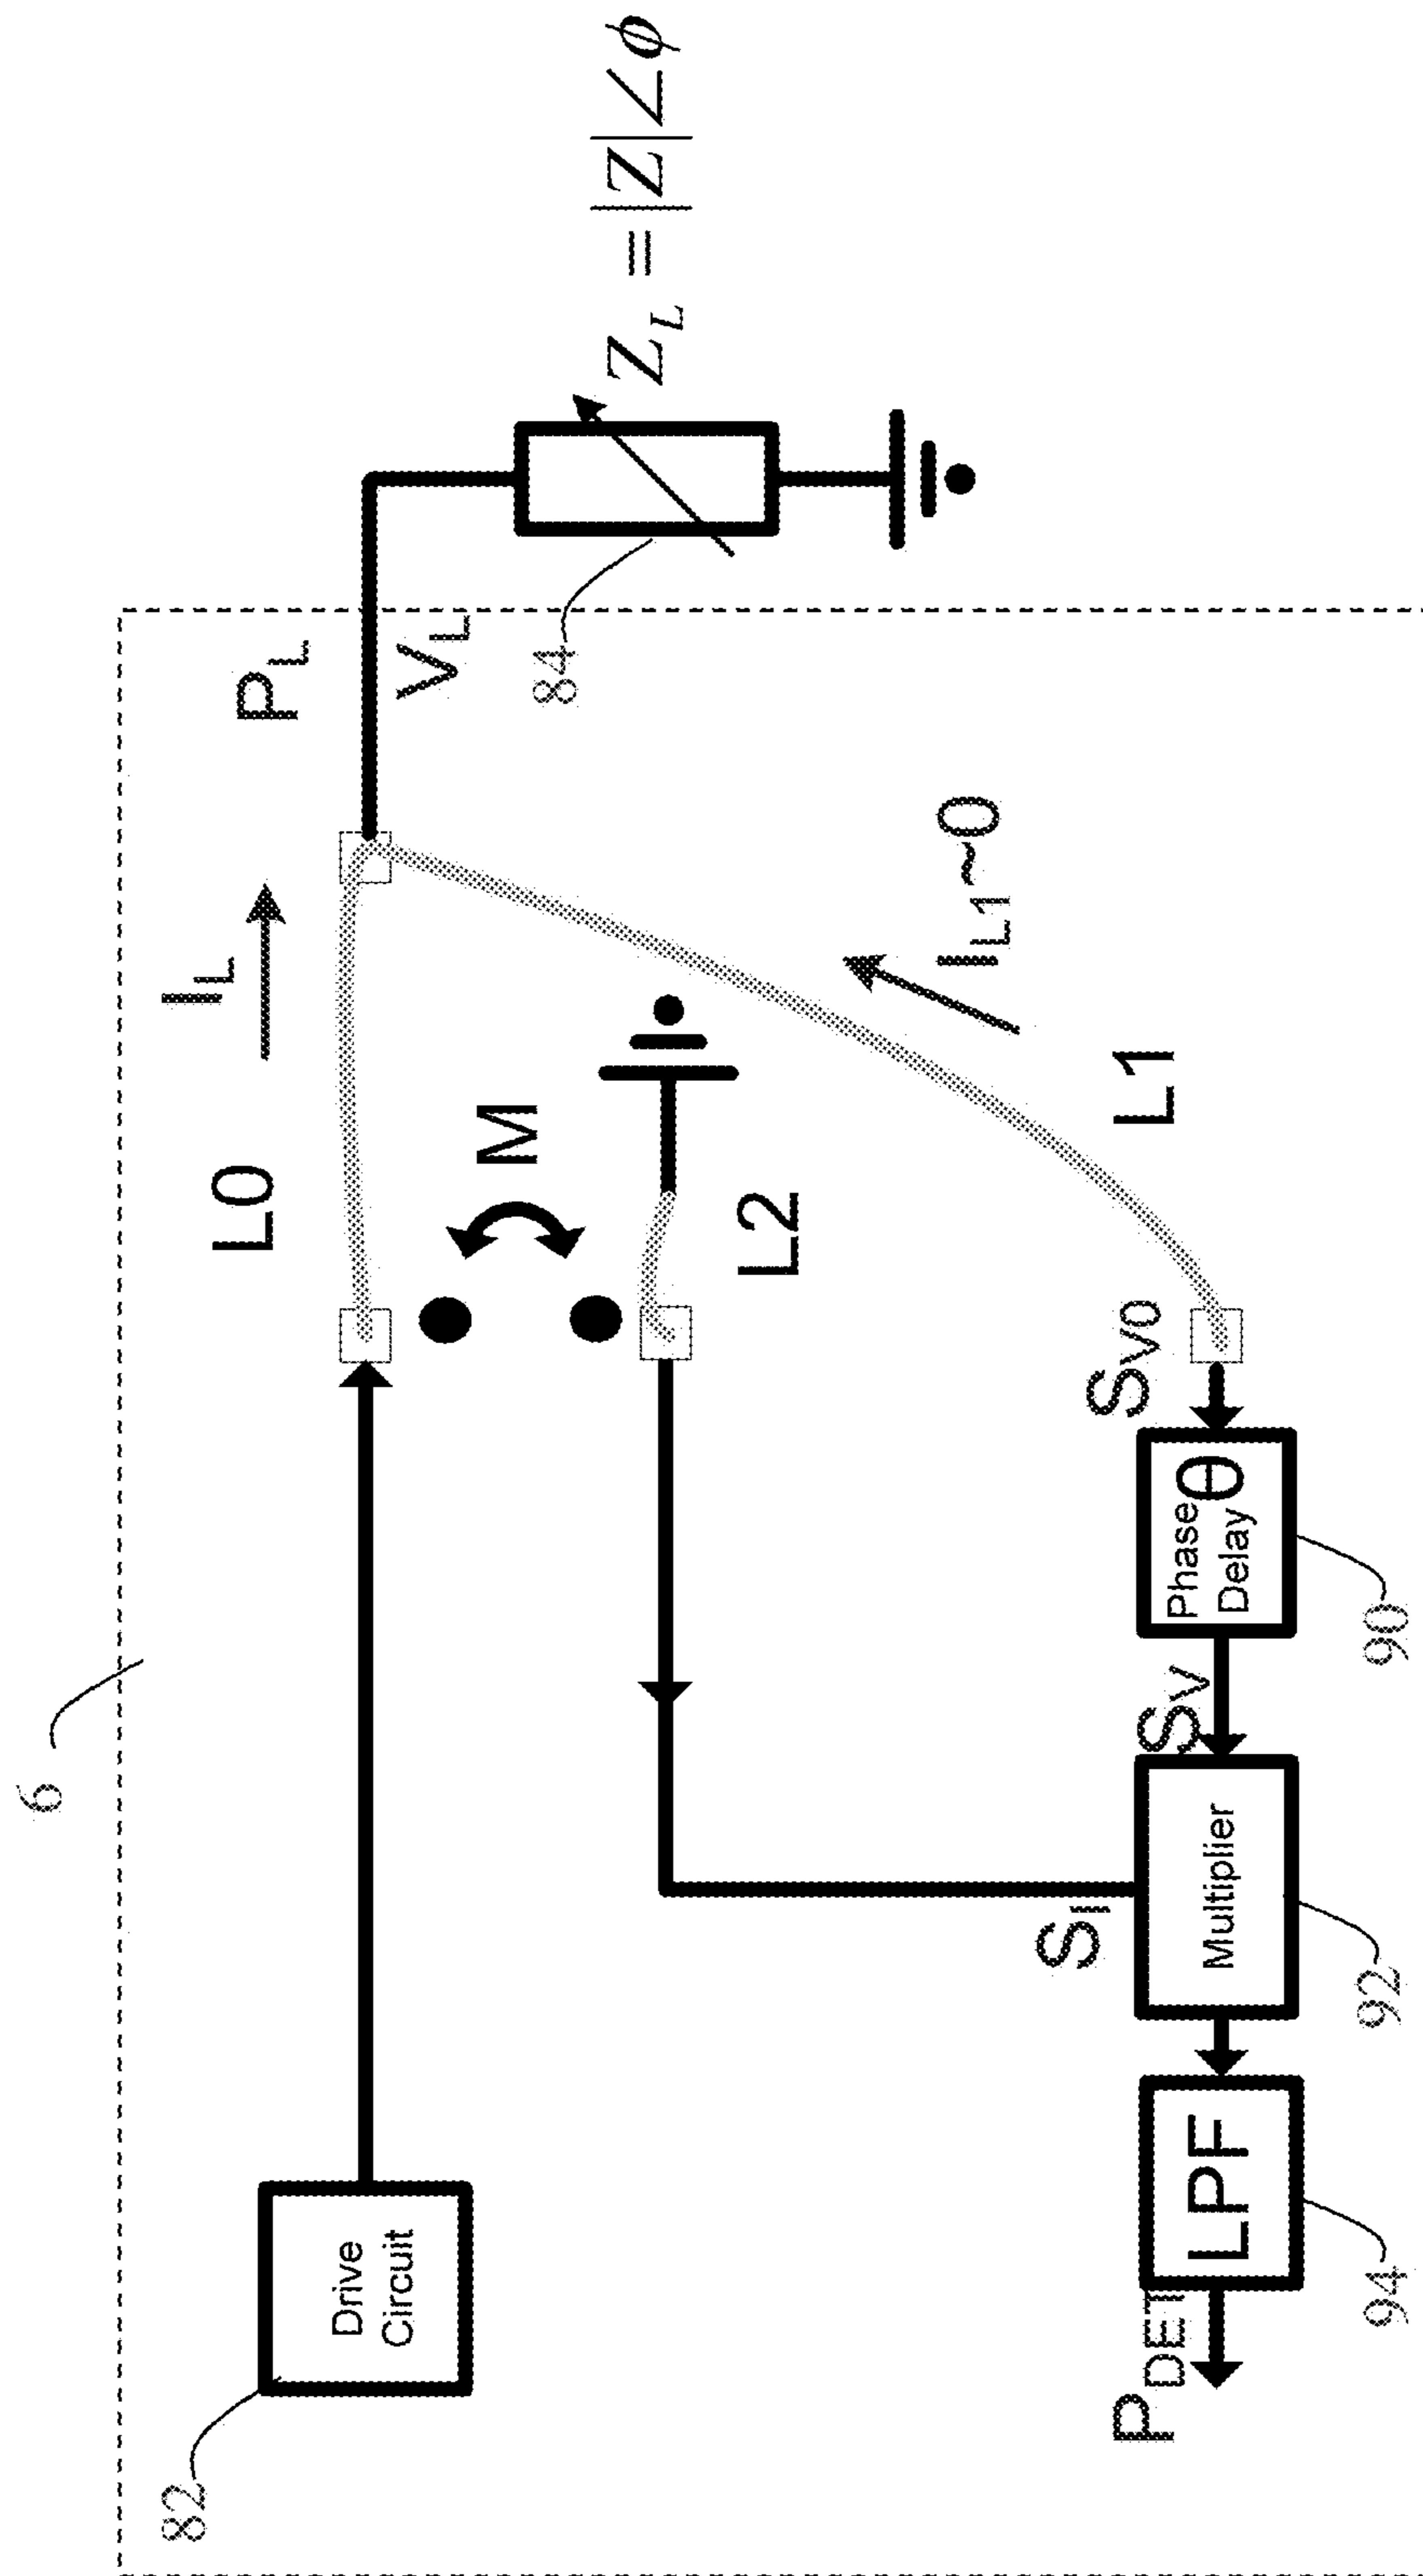 6
82
Drive
Circuit
L0
I_L
P_L
V_L
M
L2
84
Z_L = |Z|∠ϕ
I_L1~0
L1
S_I
S_V0
S_V
Phase
Delay θ
90
Multiplier
92
LPF
94
P_DET